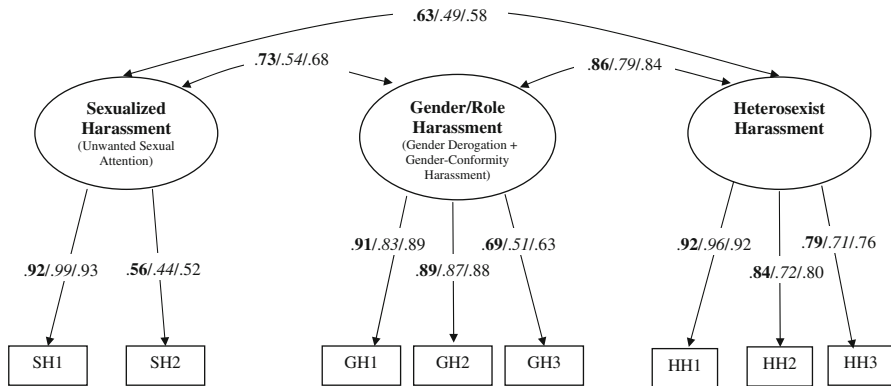 .63/.49/.58
.73/.54/.68
.86/.79/.84
Sexualized
Harassment
(Unwanted Sexual
Attention)
Gender/Role
Harassment
(Gender Derogation +
Gender-Conformity
Harassment)
Heterosexist
Harassment
.92/.99/.93
.56/.44/.52
.91/.83/.89
.89/.87/.88
.69/.51/.63
.92/.96/.92
.84/.72/.80
.79/.71/.76
SH1
SH2
GH1
GH2
GH3
HH1
HH2
HH3